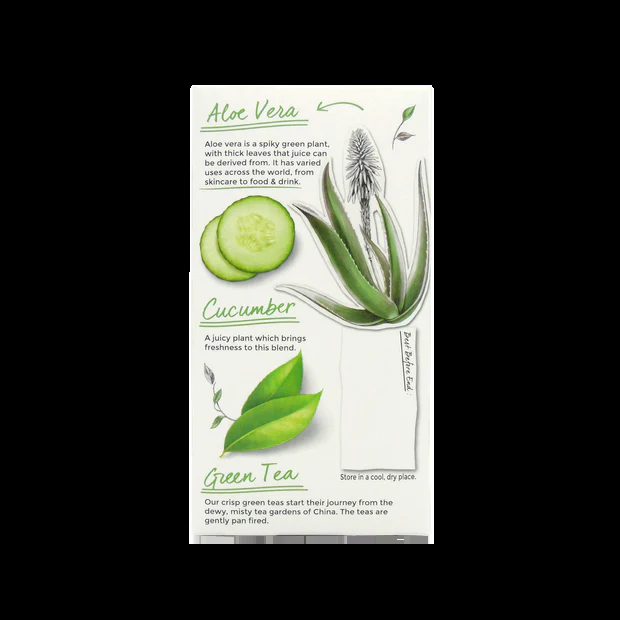 Aloe Vera
Aloe vera is a spiky green plant,
with thick leaves that juice can
be derived from. It has varied
uses across the world, from
skincare to food & drink.
Cucumber
A juicy plant which brings
freshness to this blend.
Best Before End:
Store in a cool, dry place.
Green Tea
Our crisp green teas start their journey from the
dewy, misty tea gardens of China. The teas are
gently pan fired.